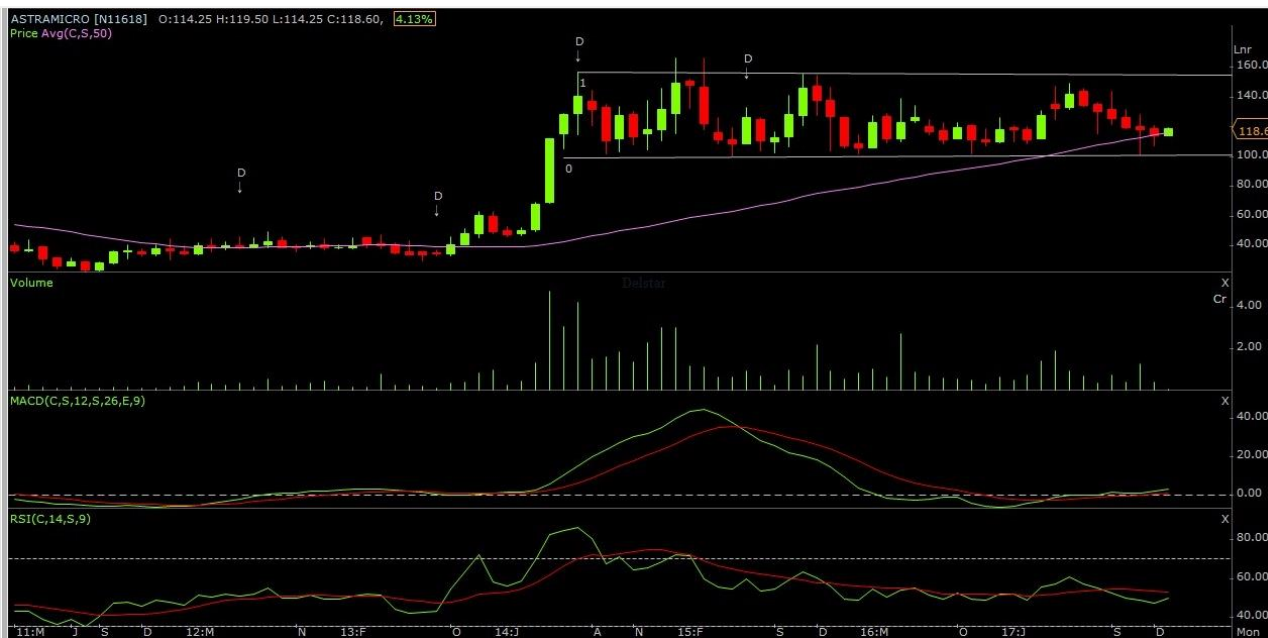 ASTRAMICRO [N11618] O:114.25 H:119.50 L:114.25 C:118.60, 4.13%
Price Avg(C,S,50)
Lnr
D
D
D
D
1
0
160.0
140.0
118.6
100.0
80.00
60.00
40.00
Volume
Delstar
X
Cr
4.00
2.00
MACD(C,S,12,S,26,E,9)
X
40.00
20.00
0.00
RSI(C,14,S,9)
X
80.00
60.00
40.00
11:M J S D 12:M N 13:F O 14:J A N 15:F S D 16:M O 17:J S D Mon